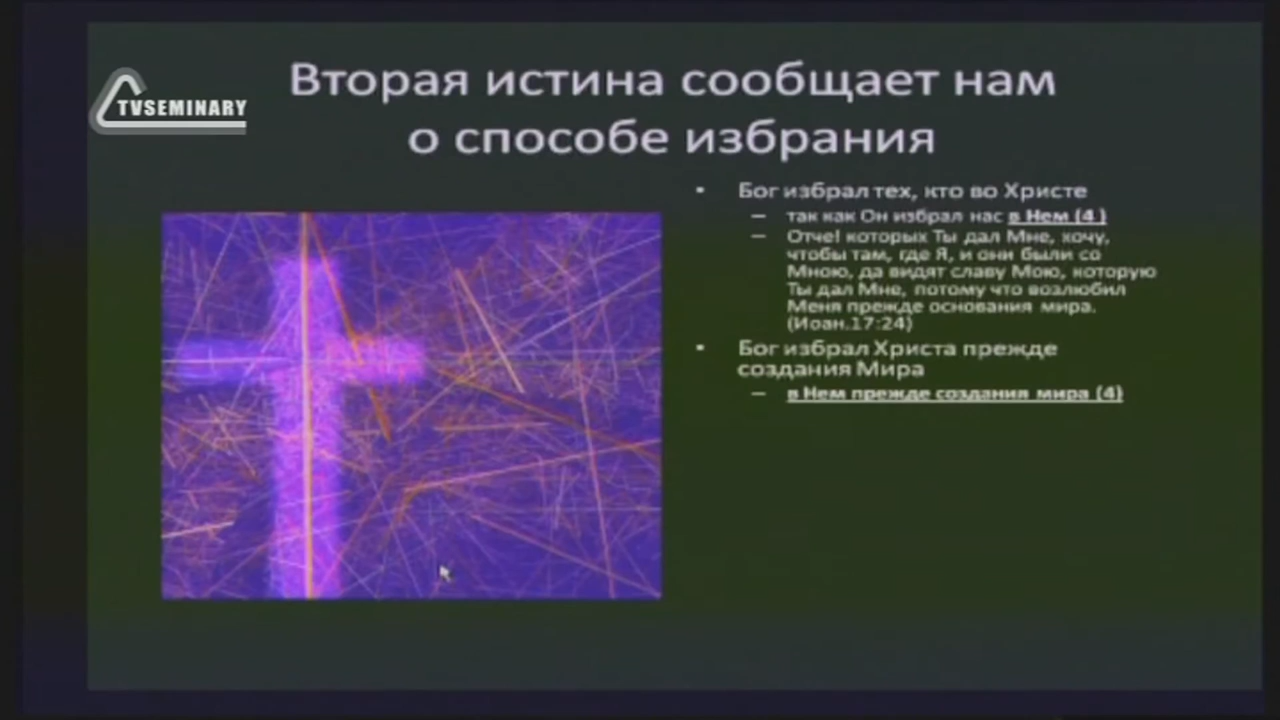 TVSEMINARY
Вторая истина сообщает нам
о способе избрания
• Бог избрал тех, кто во Христе
– так как Он избрал нас в Нем (4 )
– Отче! которых Ты дал Мне, хочу,
чтобы там, где Я, и они были со
Мною, да видят славу Мою, которую
Ты дал Мне, потому что возлюбил
Меня прежде основания мира.
(Иоан.17:24)
• Бог избрал Христа прежде
создания Мира
– в Нем прежде создания мира (4)